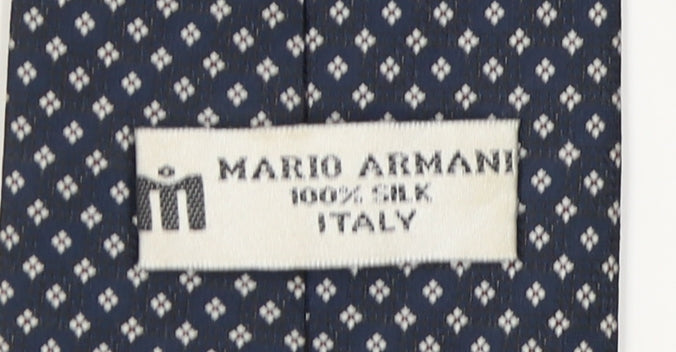 m
MARIO ARMANI
100% SILK
ITALY